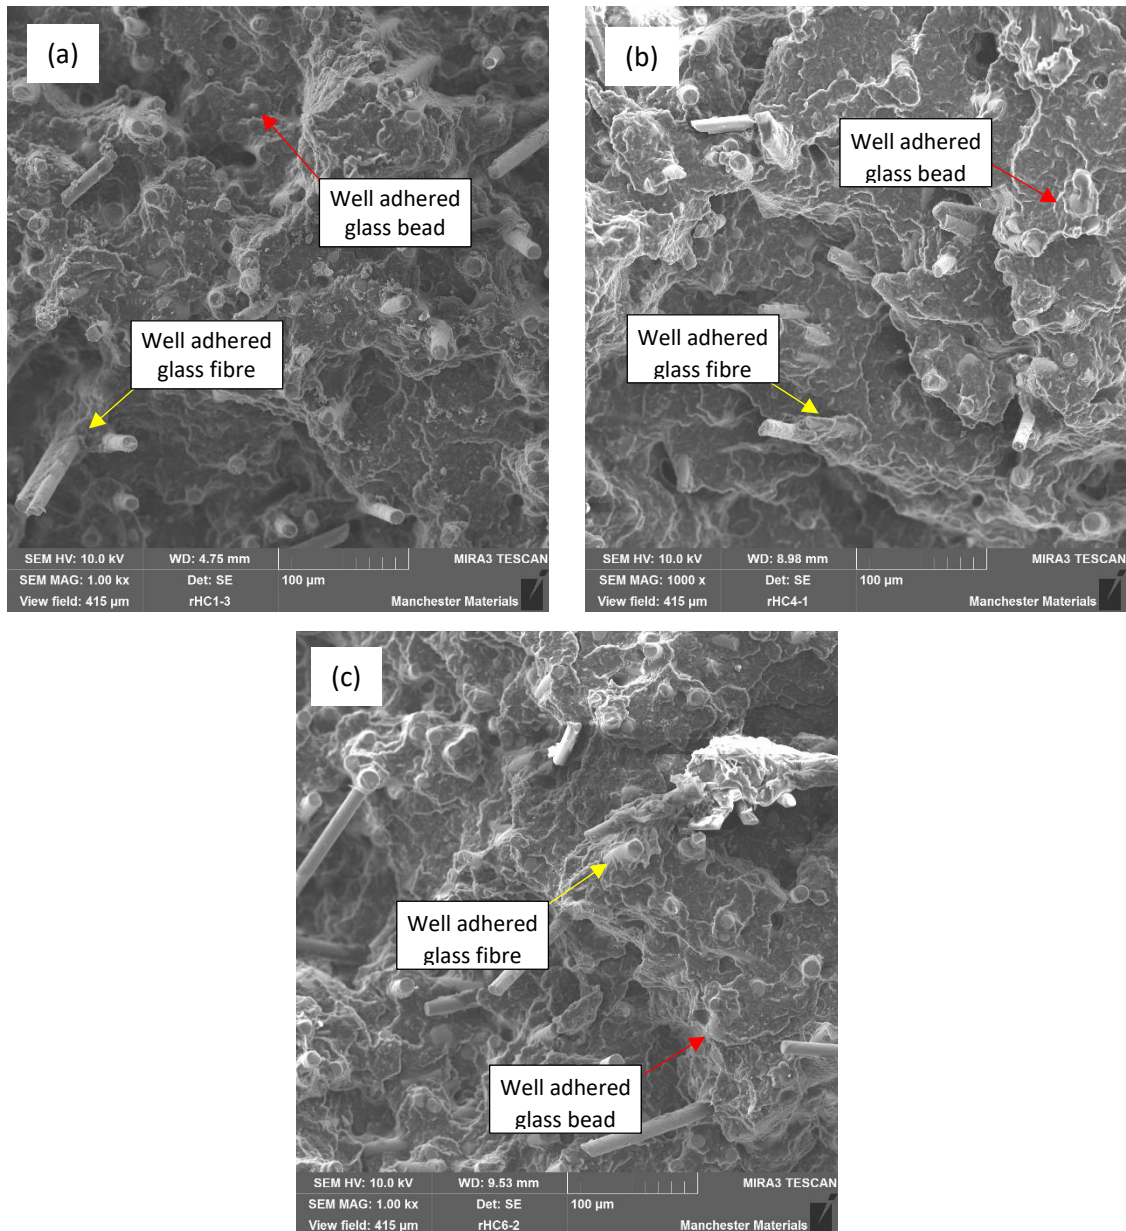 (a)
Well adhered
glass bead
Well adhered
glass fibre
SEM HV: 10.0 kV WD: 4.75 mm MIRA3 TESCAN
SEM MAG: 1.00 kx Det: SE 100 µm
View field: 415 µm rHC1-3 Manchester Materials
(b)
Well adhered
glass bead
Well adhered
glass fibre
SEM HV: 10.0 kV WD: 8.98 mm MIRA3 TESCAN
SEM MAG: 1000 x Det: SE 100 µm
View field: 415 µm rHC4-1 Manchester Materials
(c)
Well adhered
glass fibre
Well adhered
glass bead
SEM HV: 10.0 kV WD: 9.53 mm MIRA3 TESCAN
SEM MAG: 1.00 kx Det: SE 100 µm
View field: 415 µm rHC6-2 Manchester Materials